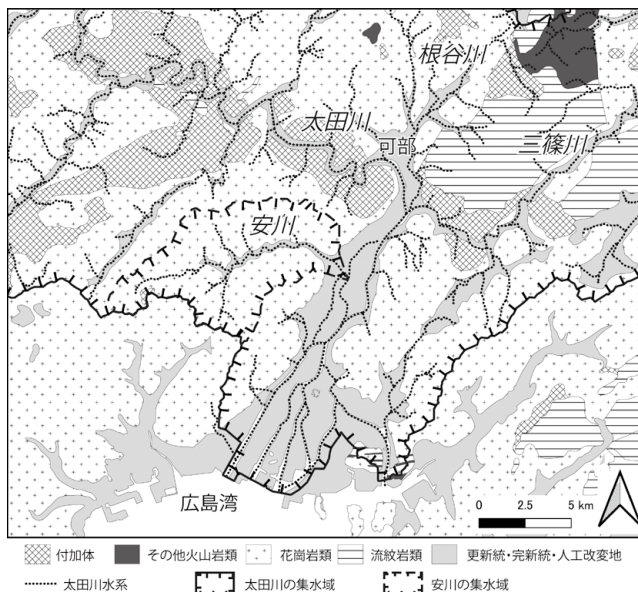 根谷川
太田川
可部
三篠川
安川
広島湾
0 2.5 5 km
付加体 その他火山岩類 花崗岩類 流紋岩類 更新統・完新統・人工改変地
太田川水系 太田川の集水域 安川の集水域